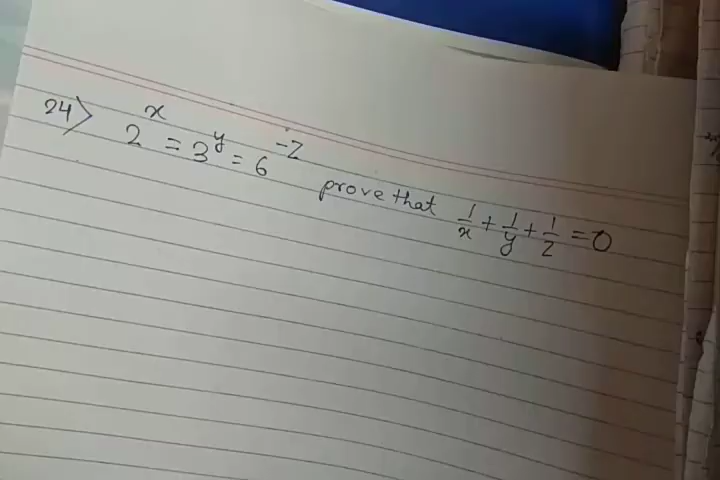 24> 2^x = 3^y = 6^-z prove that 1/x + 1/y + 1/z = 0